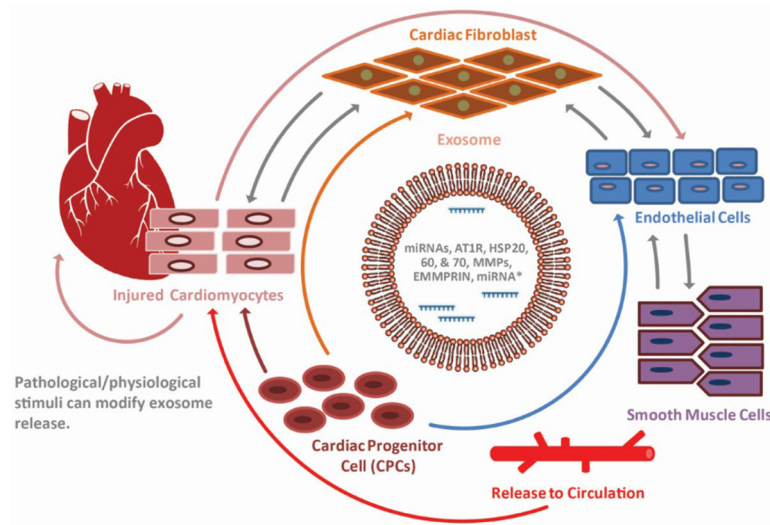 Cardiac Fibroblast
Exosome
miRNAs, AT1R, HSP20,
60, & 70, MMPs,
EMMPRIN, miRNA*
Endothelial Cells
Injured Cardiomyocytes
Pathological/physiological
stimuli can modify exosome
release.
Cardiac Progenitor
Cell (CPCs)
Smooth Muscle Cells
Release to Circulation